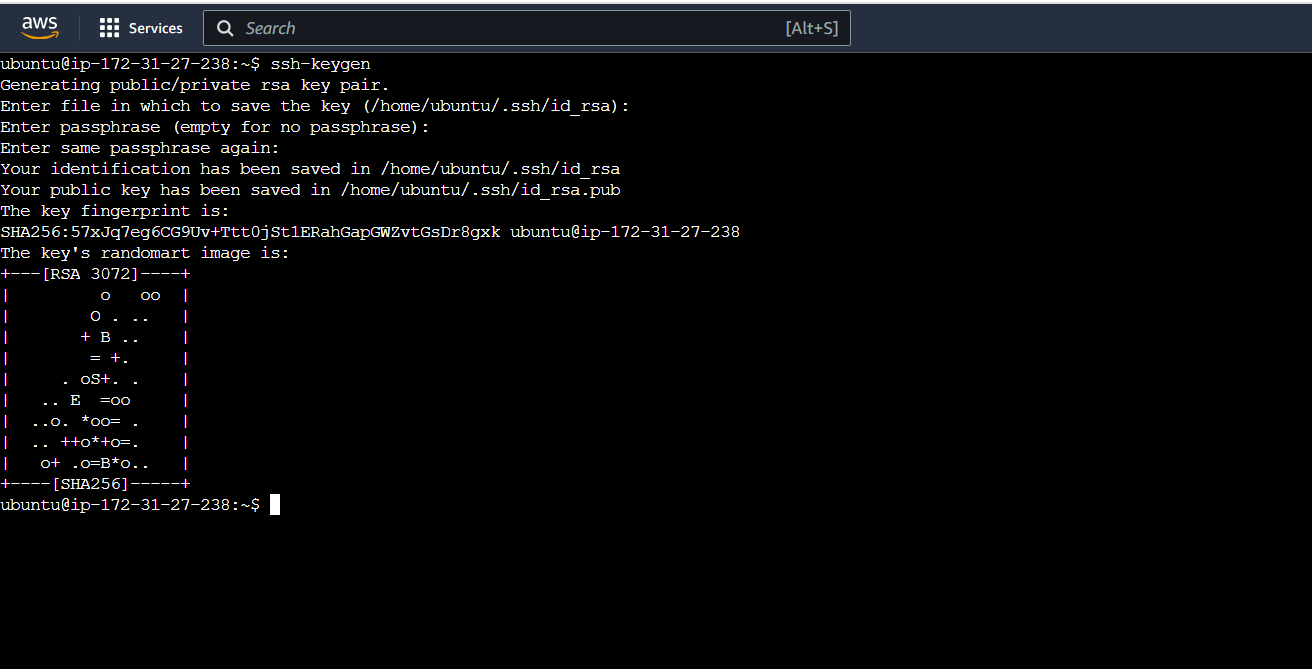 aws
Services
Search
[Alt+S]
ubuntu@ip-172-31-27-238:~$ ssh-keygen
Generating public/private rsa key pair.
Enter file in which to save the key (/home/ubuntu/.ssh/id_rsa):
Enter passphrase (empty for no passphrase):
Enter same passphrase again:
Your identification has been saved in /home/ubuntu/.ssh/id_rsa
Your public key has been saved in /home/ubuntu/.ssh/id_rsa.pub
The key fingerprint is:
SHA256:57xJq7eg6CG9Uv+Ttt0jSt1ERahGapGWZvtGsDr8gxk ubuntu@ip-172-31-27-238
The key's randomart image is:
+---[RSA 3072]----+
|         o   oo  |
|        O . ..   |
|       + B ..    |
|        = +.     |
|     . oS+. .    |
|   .. E  =oo     |
|  ..o. *oo= .    |
|  .. ++o*+o=.    |
|   o+ .o=B*o..   |
+----[SHA256]-----+
ubuntu@ip-172-31-27-238:~$